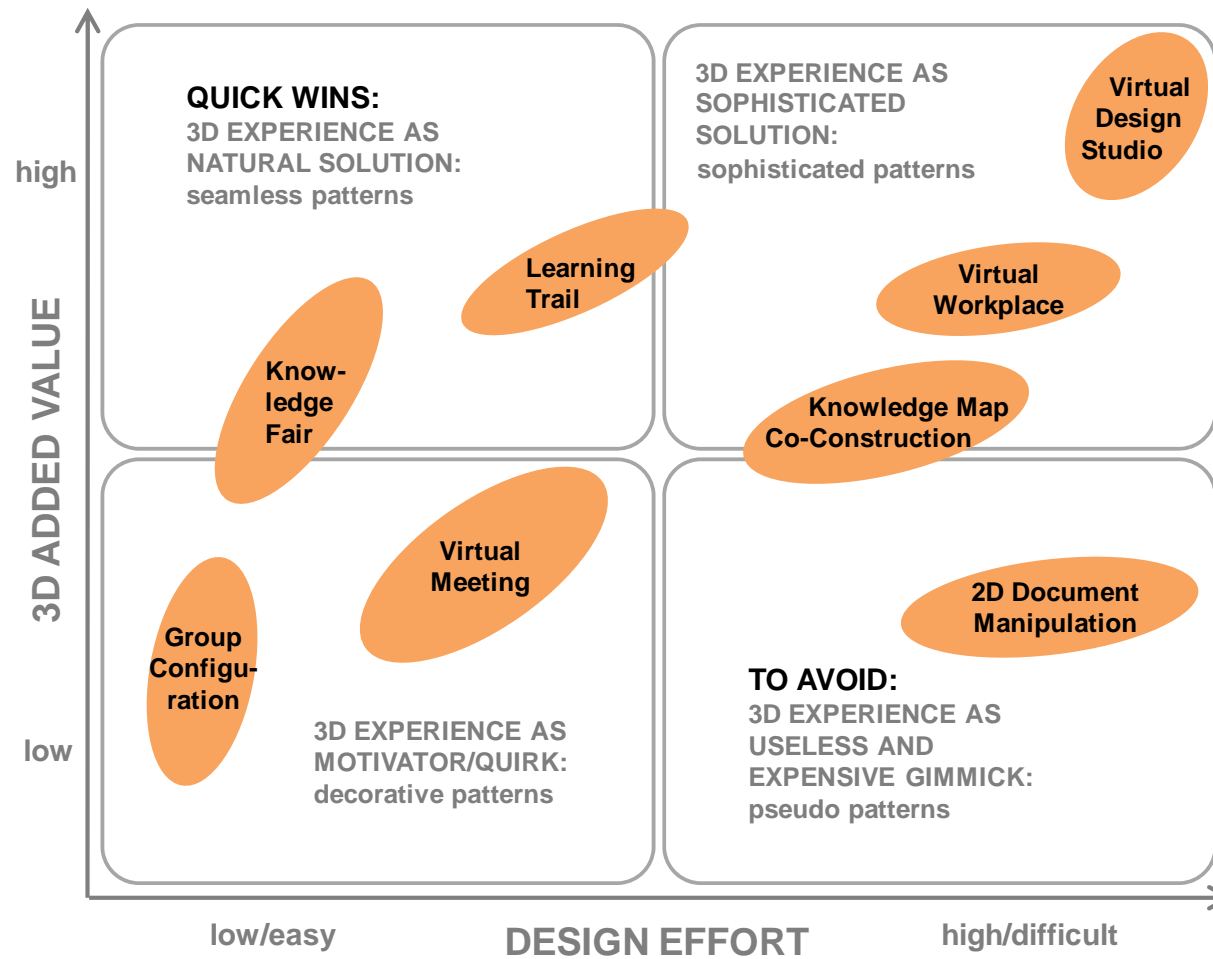 3D ADDED VALUE
high
low
QUICK WINS:
3D EXPERIENCE AS
NATURAL SOLUTION:
seamless patterns
3D EXPERIENCE AS
SOPHISTICATED
SOLUTION:
sophisticated patterns
Virtual
Design
Studio
Learning
Trail
Virtual
Workplace
Know-
ledge
Fair
Knowledge Map
Co-Construction
Virtual
Meeting
2D Document
Manipulation
Group
Configu-
ration
3D EXPERIENCE AS
MOTIVATOR/QUIRK:
decorative patterns
TO AVOID:
3D EXPERIENCE AS
USELESS AND
EXPENSIVE GIMMICK:
pseudo patterns
low/easy
DESIGN EFFORT
high/difficult